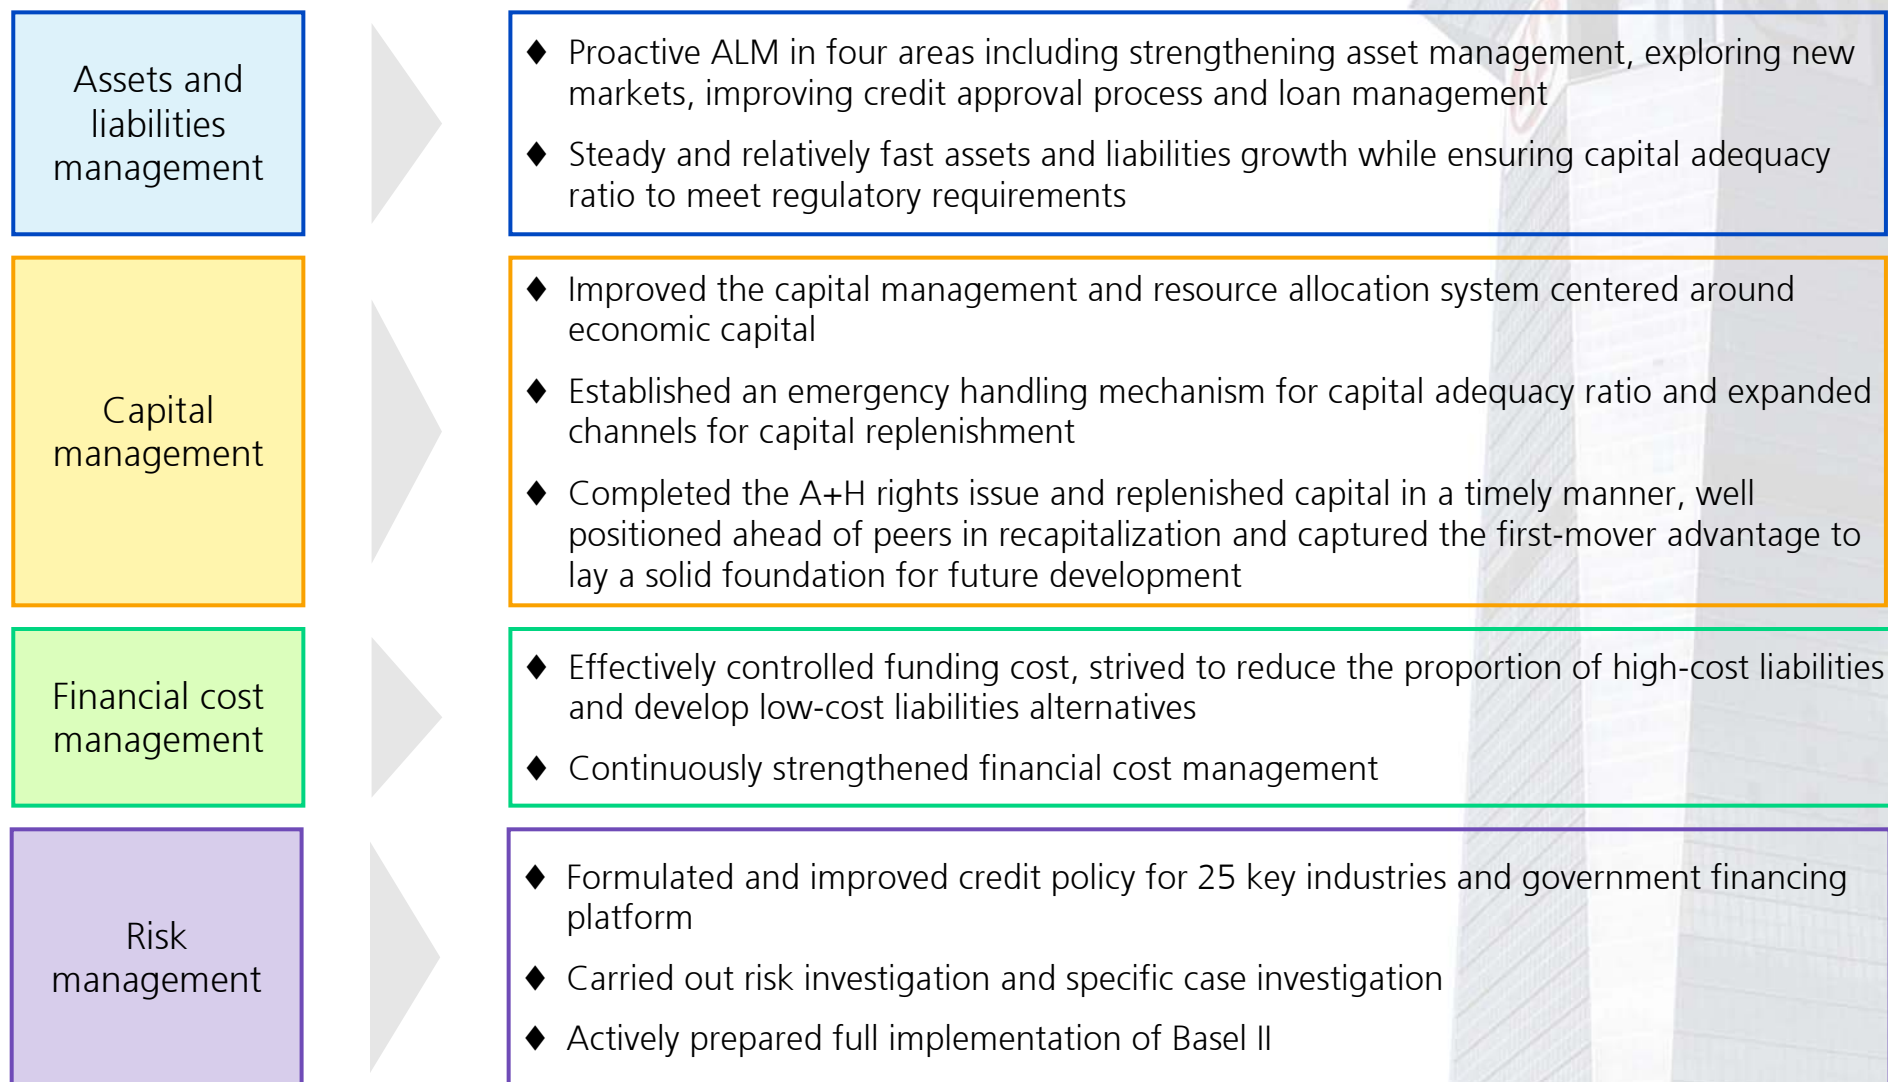 Assets and
liabilities
management
♦ Proactive ALM in four areas including strengthening asset management, exploring new
markets, improving credit approval process and loan management
♦ Steady and relatively fast assets and liabilities growth while ensuring capital adequacy
ratio to meet regulatory requirements
Capital
management
♦ Improved the capital management and resource allocation system centered around
economic capital
♦ Established an emergency handling mechanism for capital adequacy ratio and expanded
channels for capital replenishment
♦ Completed the A+H rights issue and replenished capital in a timely manner, well
positioned ahead of peers in recapitalization and captured the first-mover advantage to
lay a solid foundation for future development
Financial cost
management
♦ Effectively controlled funding cost, strived to reduce the proportion of high-cost liabilities
and develop low-cost liabilities alternatives
♦ Continuously strengthened financial cost management
Risk
management
♦ Formulated and improved credit policy for 25 key industries and government financing
platform
♦ Carried out risk investigation and specific case investigation
♦ Actively prepared full implementation of Basel II